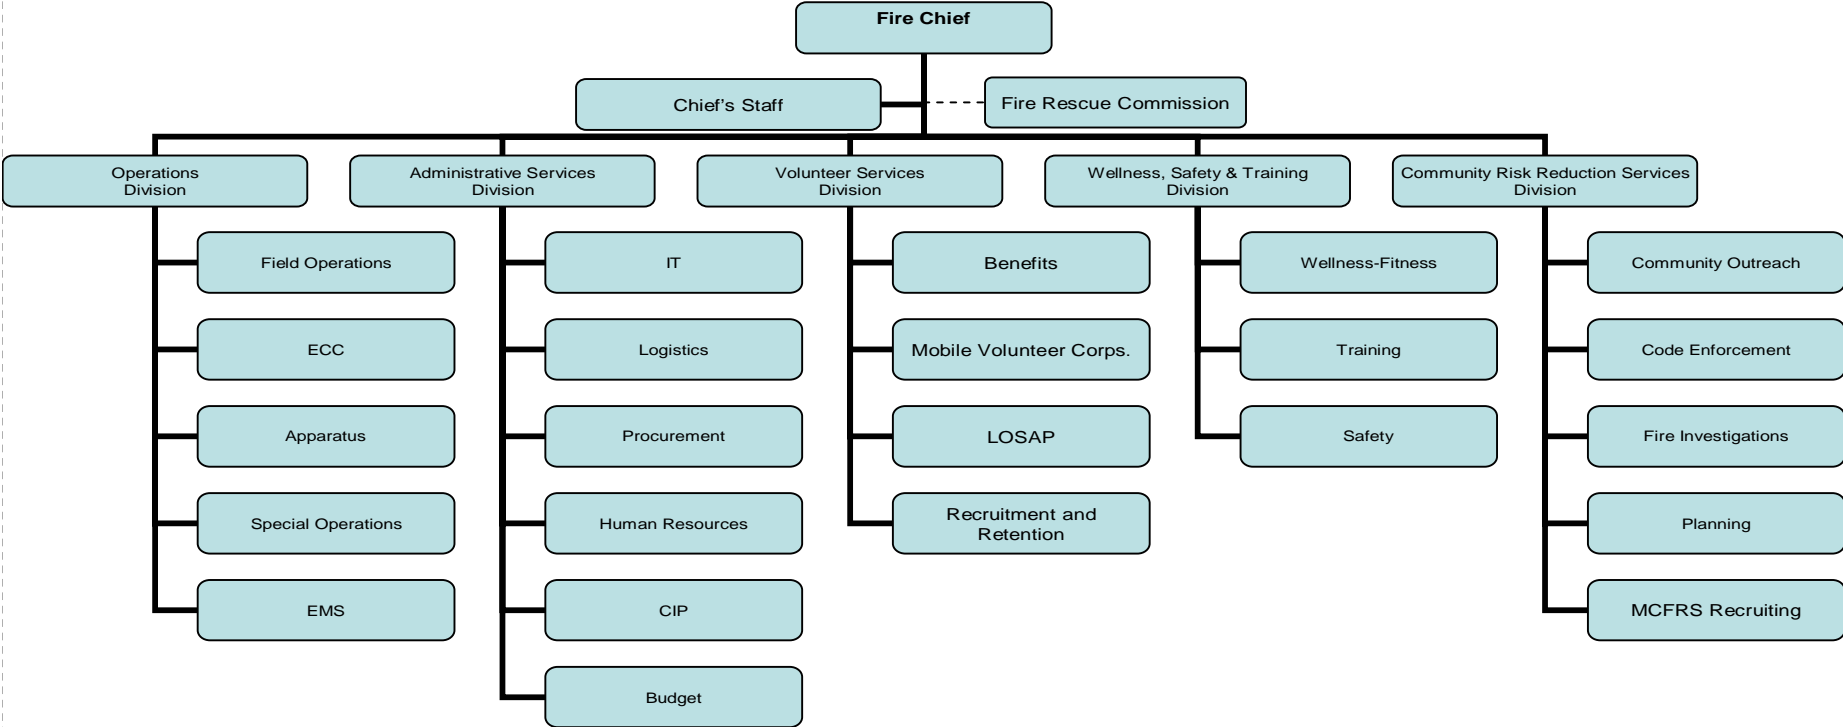 Fire Chief
Chief's Staff
Fire Rescue Commission
Operations
Division
Administrative Services
Division
Volunteer Services
Division
Wellness, Safety & Training
Division
Community Risk Reduction Services
Division
Field Operations
IT
Benefits
Wellness-Fitness
Community Outreach
ECC
Logistics
Mobile Volunteer Corps.
Training
Code Enforcement
Apparatus
Procurement
LOSAP
Safety
Fire Investigations
Special Operations
Human Resources
Recruitment and
Retention
Planning
EMS
CIP
MCFRS Recruiting
Budget